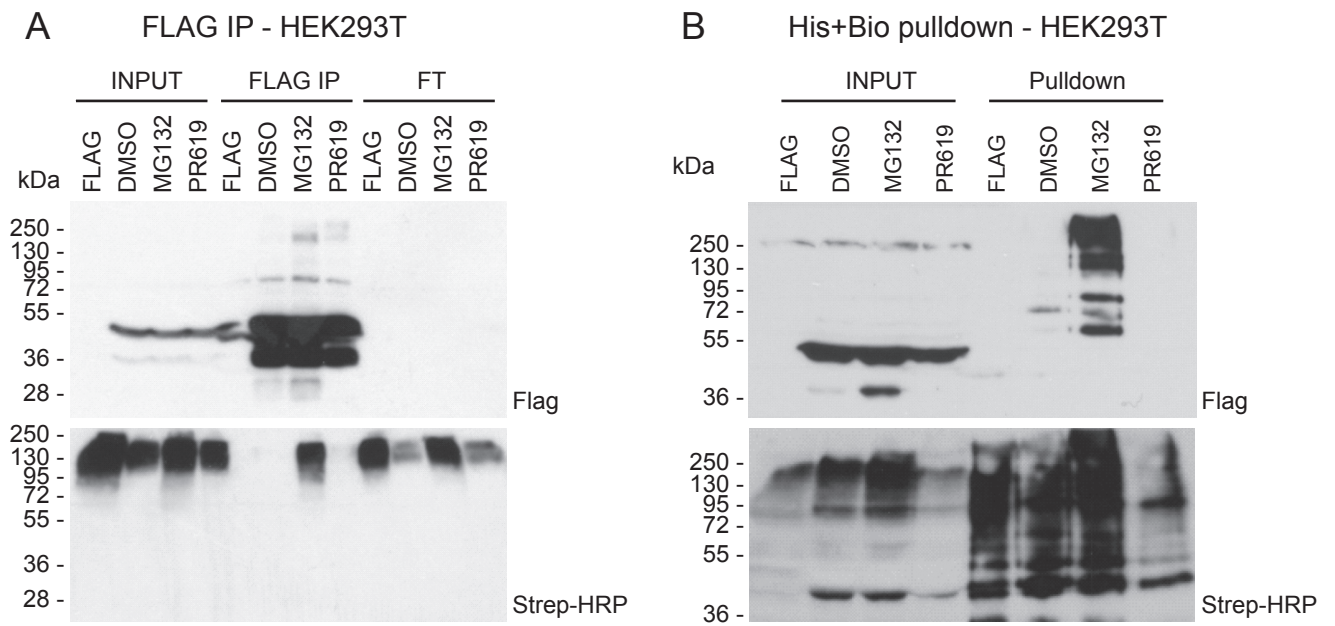 A FLAG IP - HEK293T
INPUT FLAG IP FT
kDa FLAG DMSO MG132 PR619 FLAG DMSO MG132 PR619 FLAG DMSO MG132 PR619
250 -
130 -
95 -
72 -
55 -
36 -
28 -
Flag
250 -
130 -
95 -
72 -
55 -
36 -
28 -
Strep-HRP
B His+Bio pulldown - HEK293T
INPUT Pulldown
kDa FLAG DMSO MG132 PR619 FLAG DMSO MG132 PR619
250 -
130 -
95 -
72 -
55 -
36 -
Flag
250 -
130 -
95 -
72 -
55 -
36 -
Strep-HRP